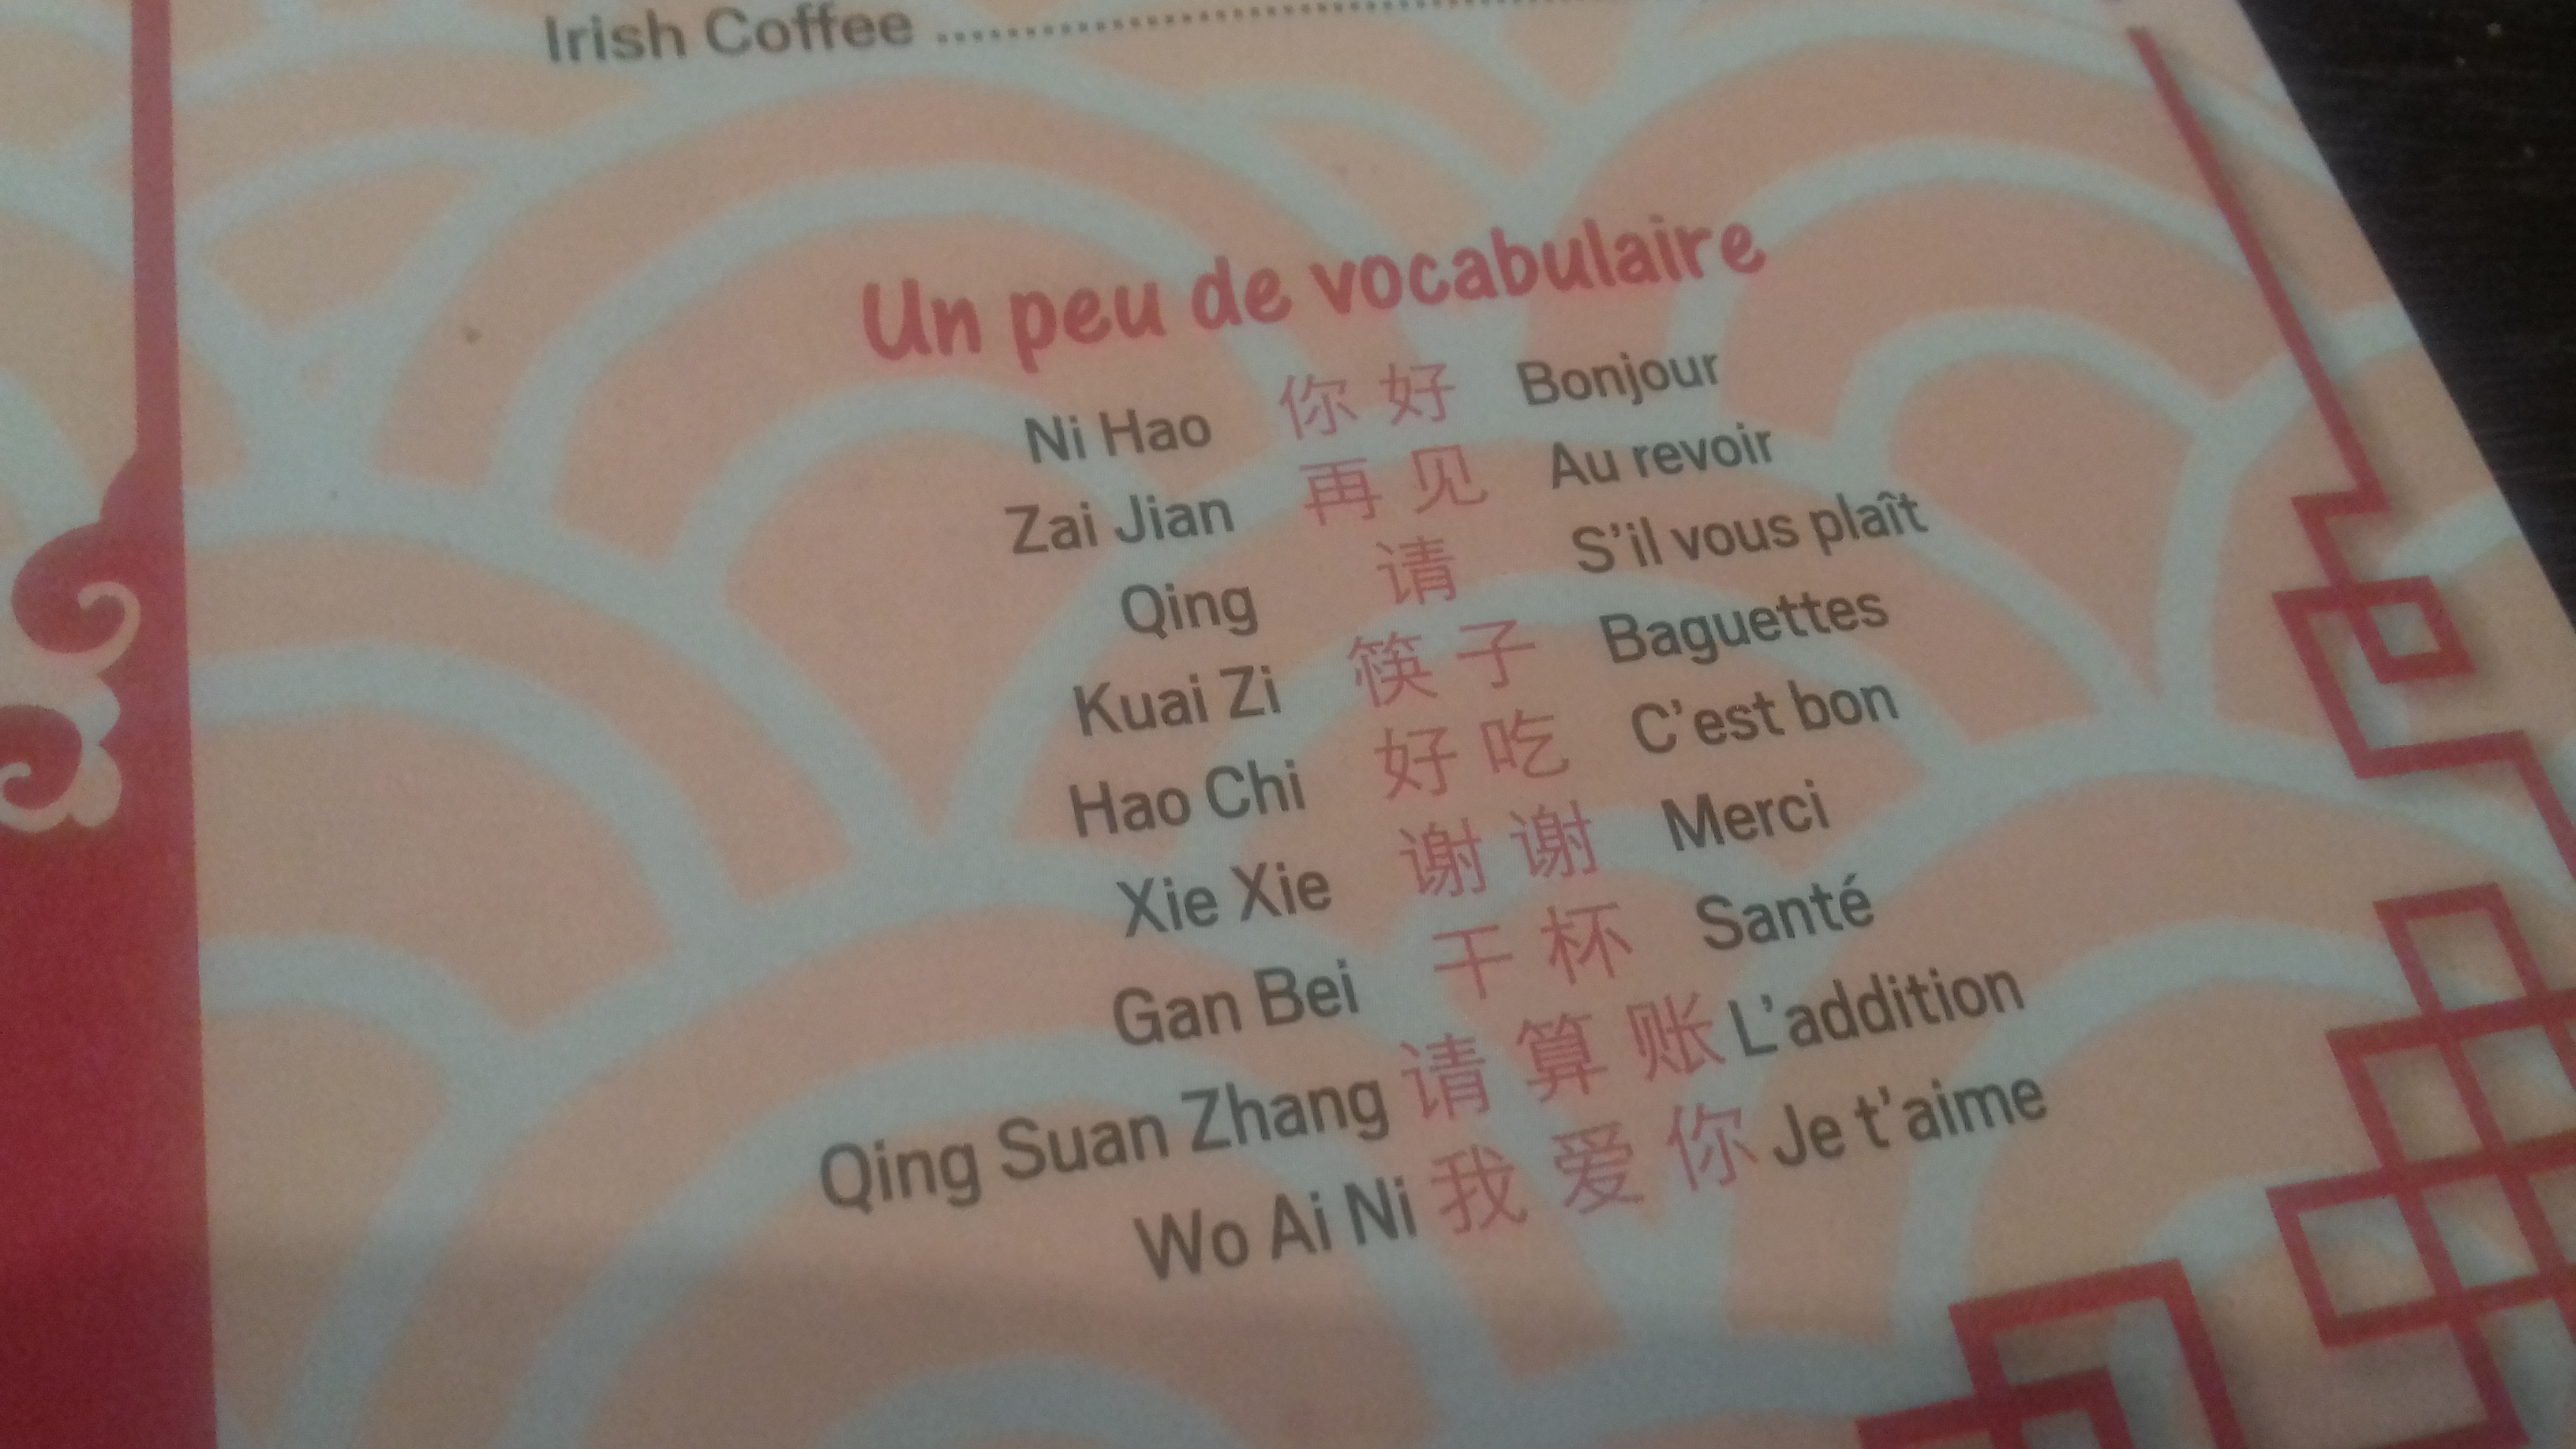 Irish Coffee ........................................
Un peu de vocabulaire
Ni Hao 你 好 Bonjour
Zai Jian 再 见 Au revoir
Qing 请 S'il vous plaît
Kuai Zi 筷 子 Baguettes
Hao Chi 好 吃 C'est bon
Xie Xie 谢 谢 Merci
Gan Bei 干 杯 Santé
Qing Suan Zhang 请 算 账 L'addition
Wo Ai Ni 我 爱 你 Je t'aime